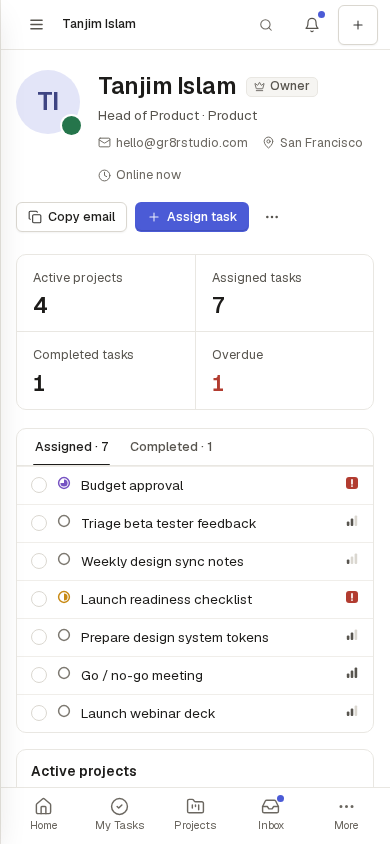 Tanjim Islam
TI
Tanjim Islam
Owner
Head of Product · Product
hello@gr8rstudio.com
San Francisco
Online now
Copy email
Assign task
Active projects
4
Assigned tasks
7
Completed tasks
1
Overdue
1
Assigned · 7
Completed · 1
Budget approval
Triage beta tester feedback
Weekly design sync notes
Launch readiness checklist
Prepare design system tokens
Go / no-go meeting
Launch webinar deck
Active projects
Home
My Tasks
Projects
Inbox
More